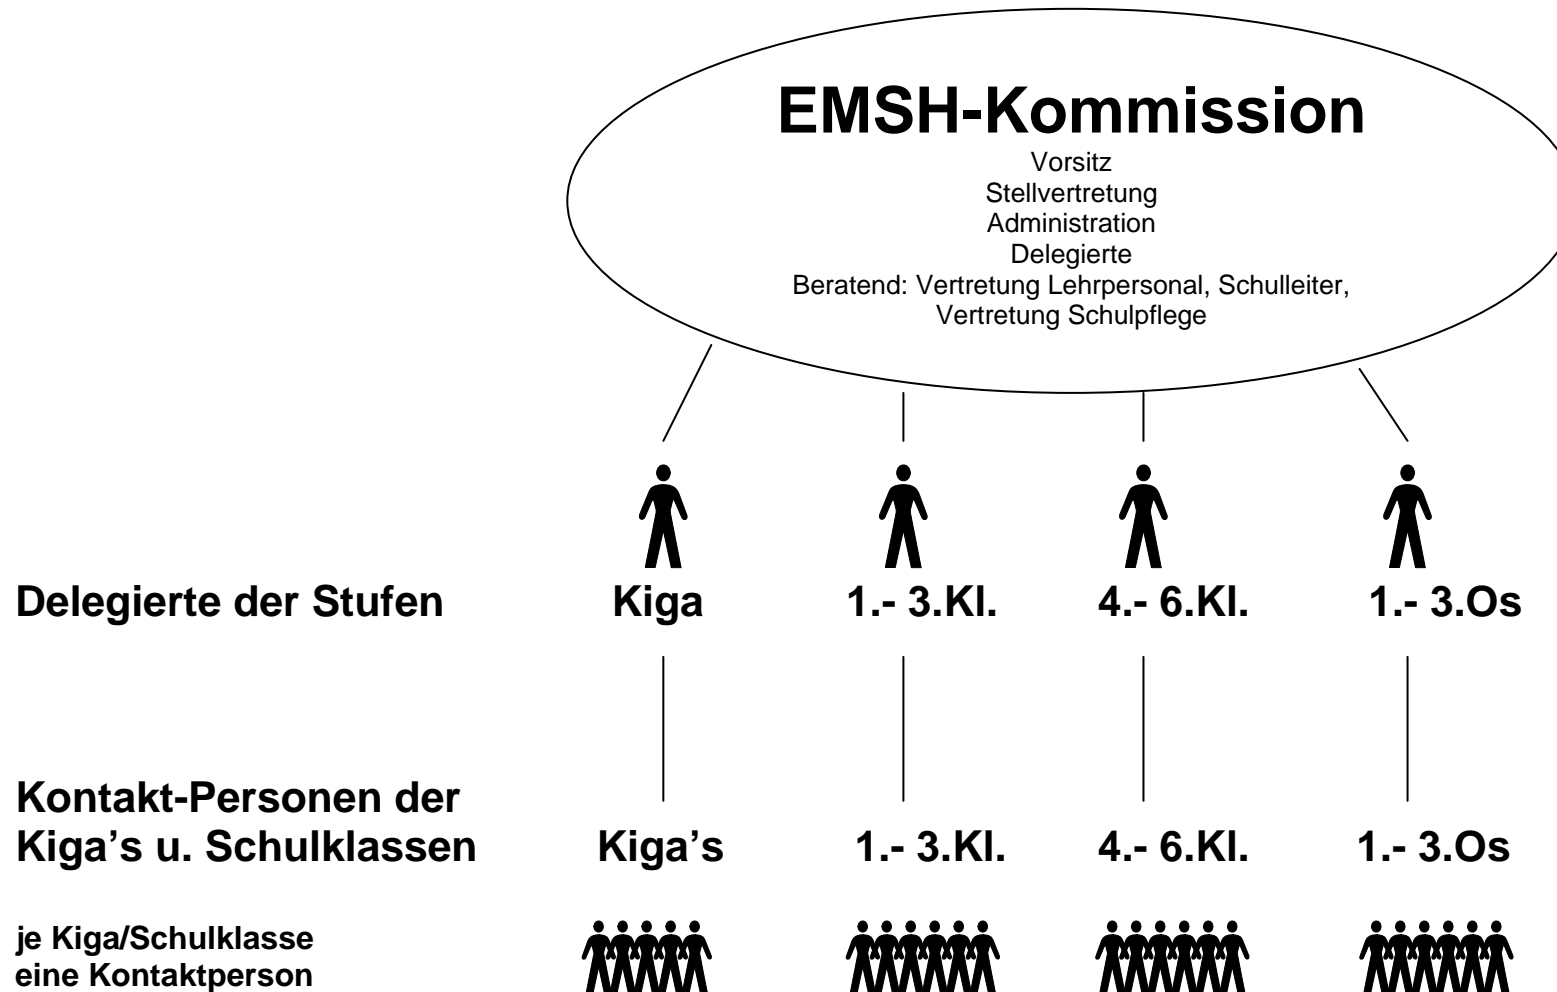 EMSH-Kommission
Vorsitz
Stellvertretung
Administration
Delegierte
Beratend: Vertretung Lehrpersonal, Schulleiter,
Vertretung Schulpflege
Delegierte der Stufen Kiga 1.- 3.Kl. 4.- 6.Kl. 1.- 3.Os
Kontakt-Personen der
Kiga’s u. Schulklassen Kiga’s 1.- 3.Kl. 4.- 6.Kl. 1.- 3.Os
je Kiga/Schulklasse
eine Kontaktperson